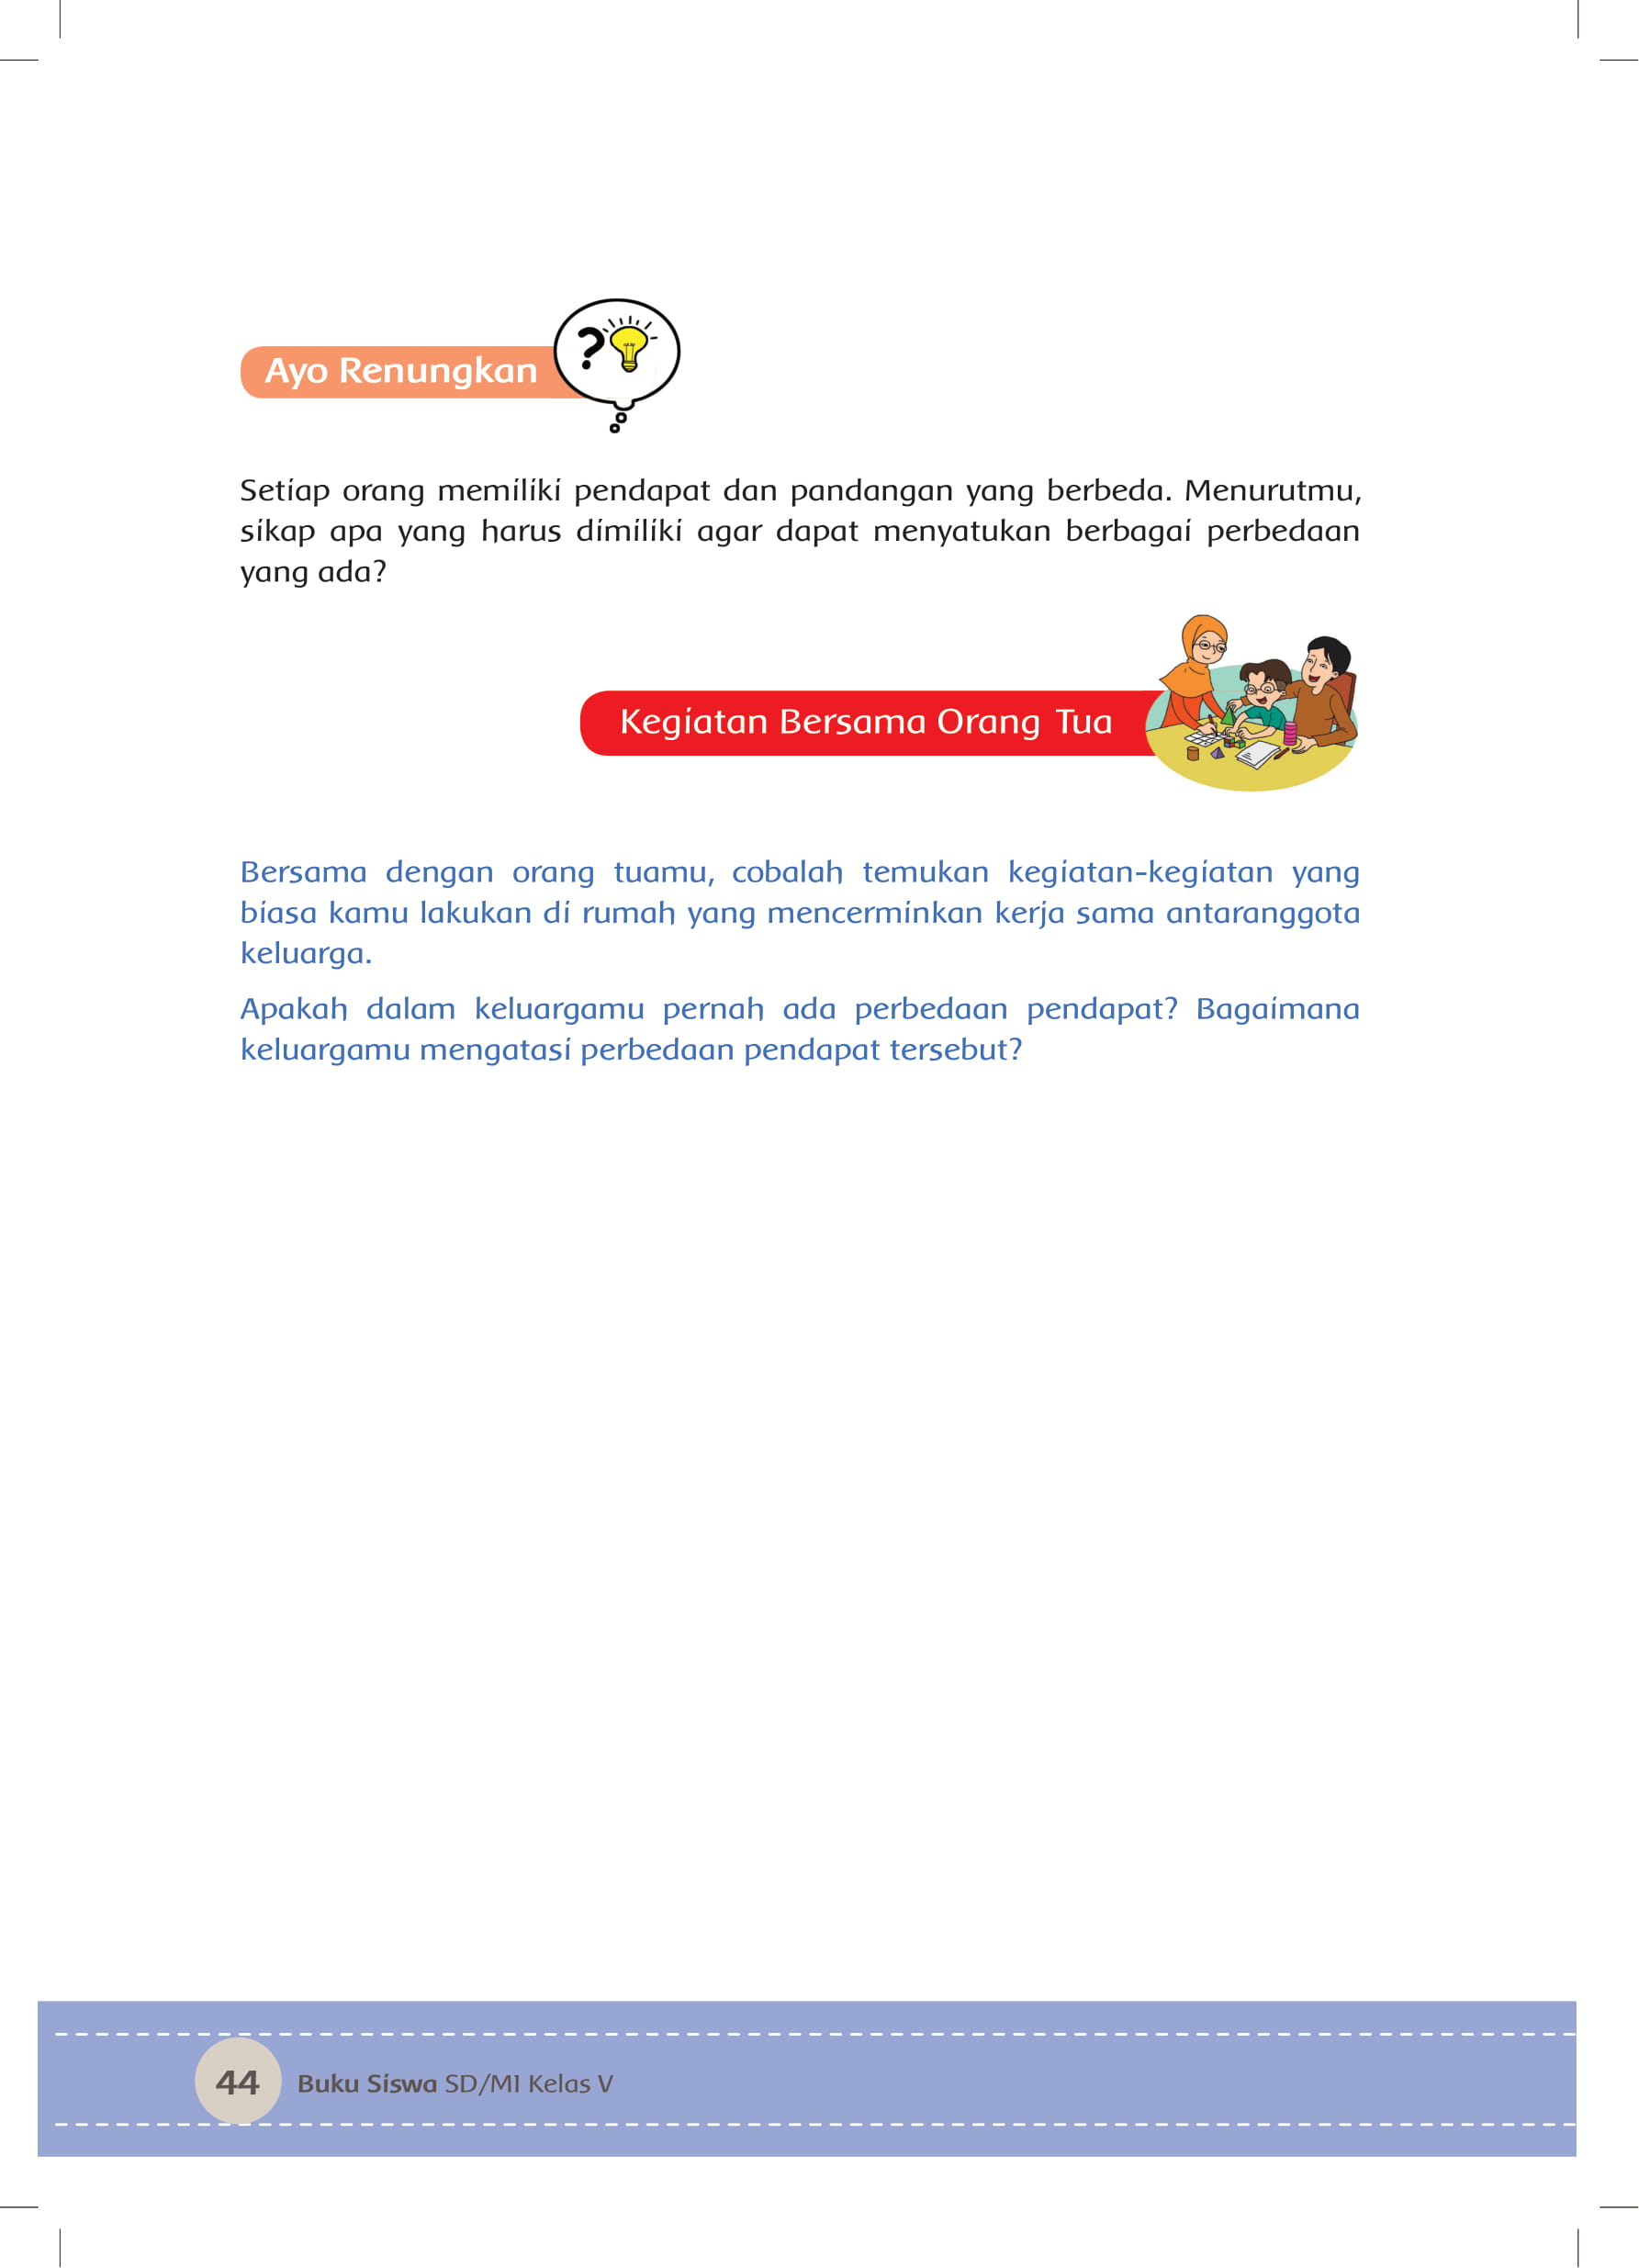 Ayo Renungkan
?
Setiap orang memiliki pendapat dan pandangan yang berbeda. Menurutmu,
sikap apa yang harus dimiliki agar dapat menyatukan berbagai perbedaan
yang ada?
Kegiatan Bersama Orang Tua
Bersama dengan orang tuamu, cobalah temukan kegiatan-kegiatan yang
biasa kamu lakukan di rumah yang mencerminkan kerja sama antaranggota
keluarga.
Apakah dalam keluargamu pernah ada perbedaan pendapat? Bagaimana
keluargamu mengatasi perbedaan pendapat tersebut?
44 Buku Siswa SD/MI Kelas V